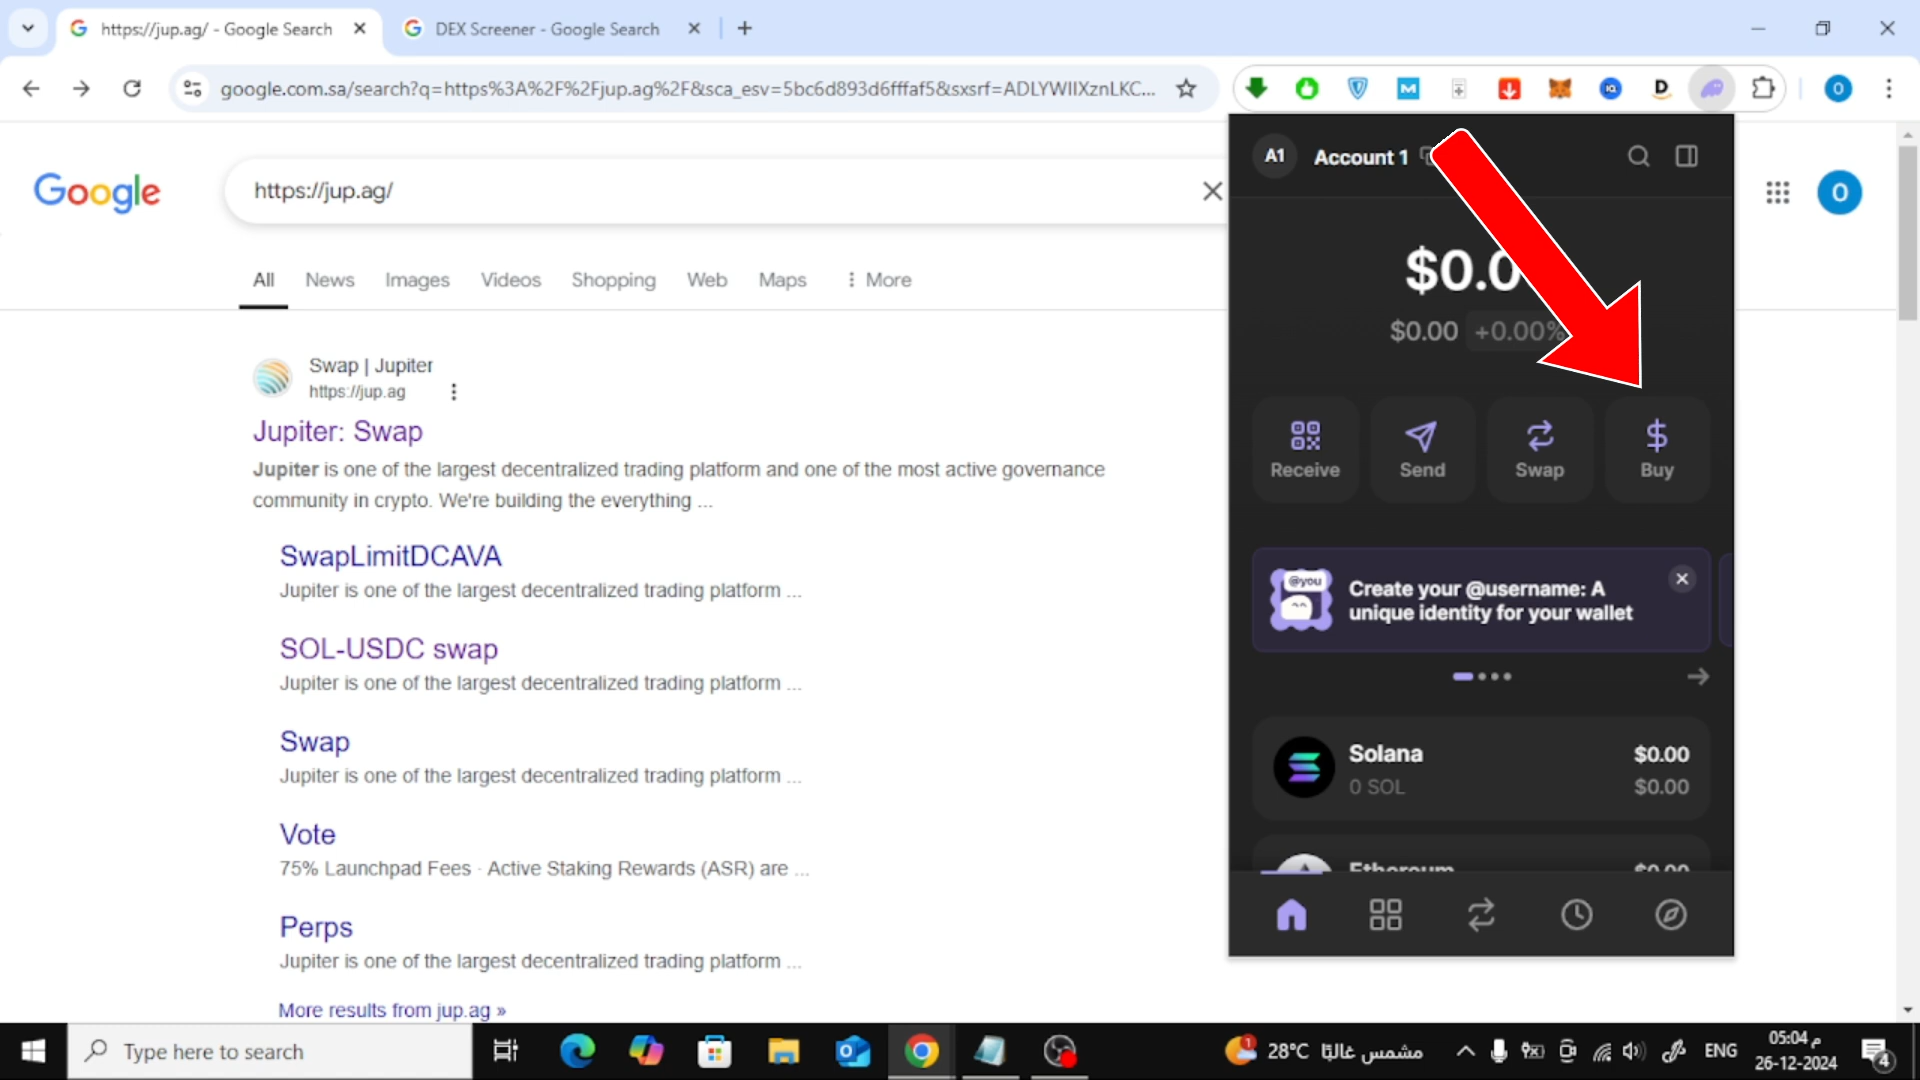 https://jup.ag/ - Google Search
DEX Screener - Google Search
google.com.sa/search?q=https%3A%2F%2Fjup.ag%2F&sca_esv=5bc6d893d6fffaf5&sxsrf=ADLYWIIXznLKC...
Google
https://jup.ag/
All
News
Images
Videos
Shopping
Web
Maps
More
Swap | Jupiter
https://jup.ag
Jupiter: Swap
Jupiter is one of the largest decentralized trading platform and one of the most active governance
community in crypto. We're building the everything ...
SwapLimitDCAVA
Jupiter is one of the largest decentralized trading platform ...
SOL-USDC swap
Jupiter is one of the largest decentralized trading platform ...
Swap
Jupiter is one of the largest decentralized trading platform ...
Vote
75% Launchpad Fees · Active Staking Rewards (ASR) are ...
Perps
Jupiter is one of the largest decentralized trading platform ...
More results from jup.ag »
A1
Account 1
$0.0
$0.00
+0.00%
Receive
Send
Swap
Buy
@you
Create your @username: A
unique identity for your wallet
Solana
$0.00
0 SOL
$0.00
Ethereum
$0.00
O
O
Type here to search
1
28°C
مشمس غالبًا
ENG
05:04 م
26-12-2024
4